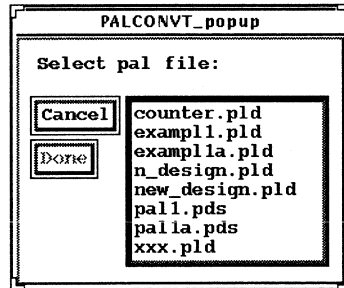 PALCONVT_popup
Select pal file:
Cancel
Done
counter.pld
exampl1.pld
exampl1a.pld
n_design.pld
new_design.pld
pal1.pds
pal1a.pds
xxx.pld